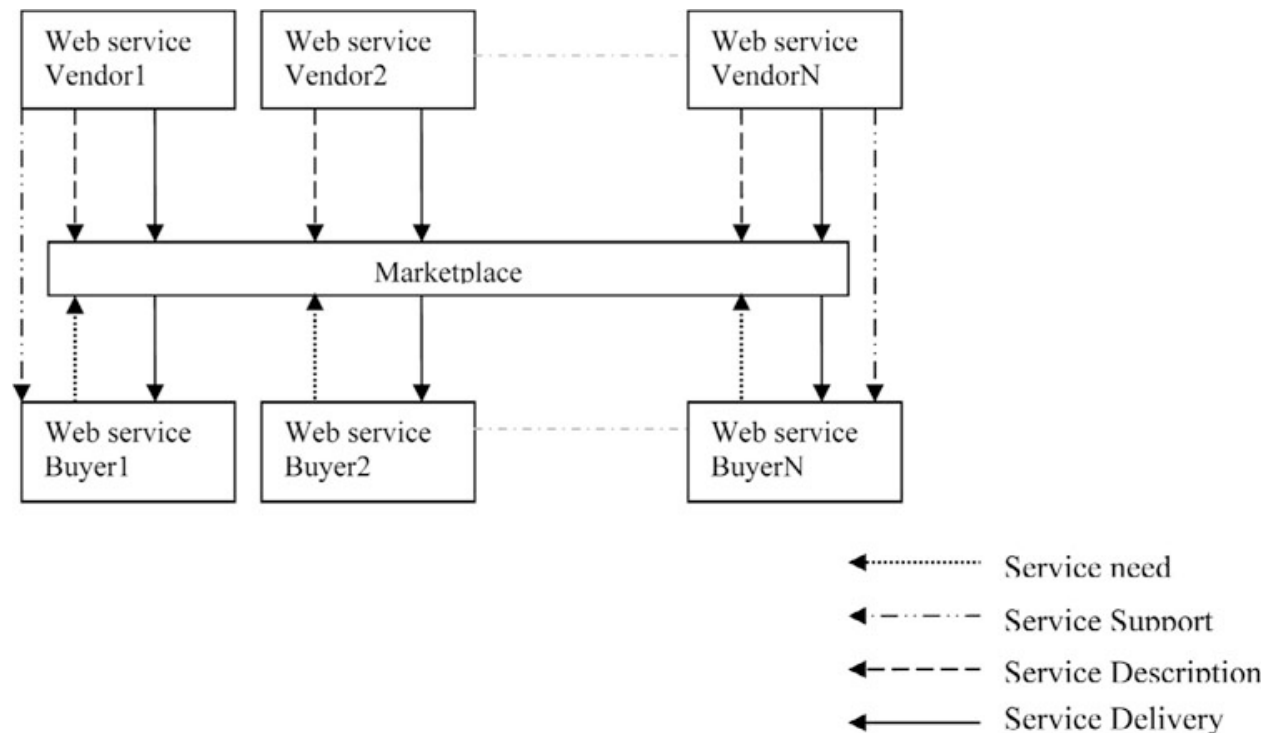 Web service
Vendor1
Web service
Vendor2
Web service
VendorN
Marketplace
Web service
Buyer1
Web service
Buyer2
Web service
BuyerN
Service need
Service Support
Service Description
Service Delivery